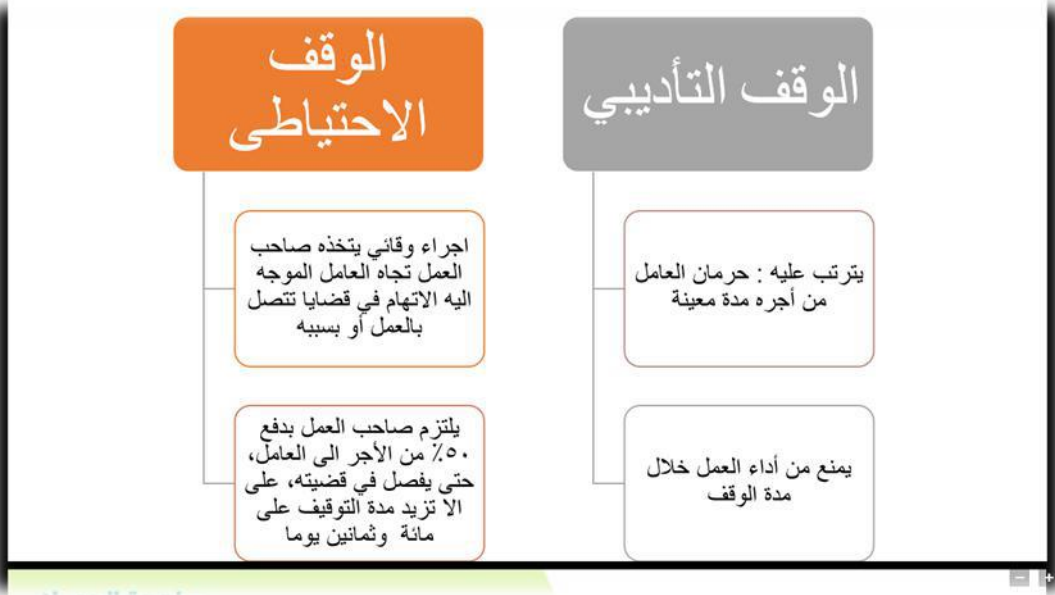 الوقف التأديبي
يترتب عليه : حرمان العامل
من أجره مدة معينة
يمنع من أداء العمل خلال
مدة الوقف
الوقف
الاحتياطى
اجراء وقائي يتخذه صاحب
العمل تجاه العامل الموجه
اليه الاتهام في قضايا تتصل
بالعمل أو بسببه
يلتزم صاحب العمل بدفع
٥٠٪ من الأجر الى العامل،
حتى يفصل في قضيته، على
الا تزيد مدة التوقيف على
مائة وثمانين يوما